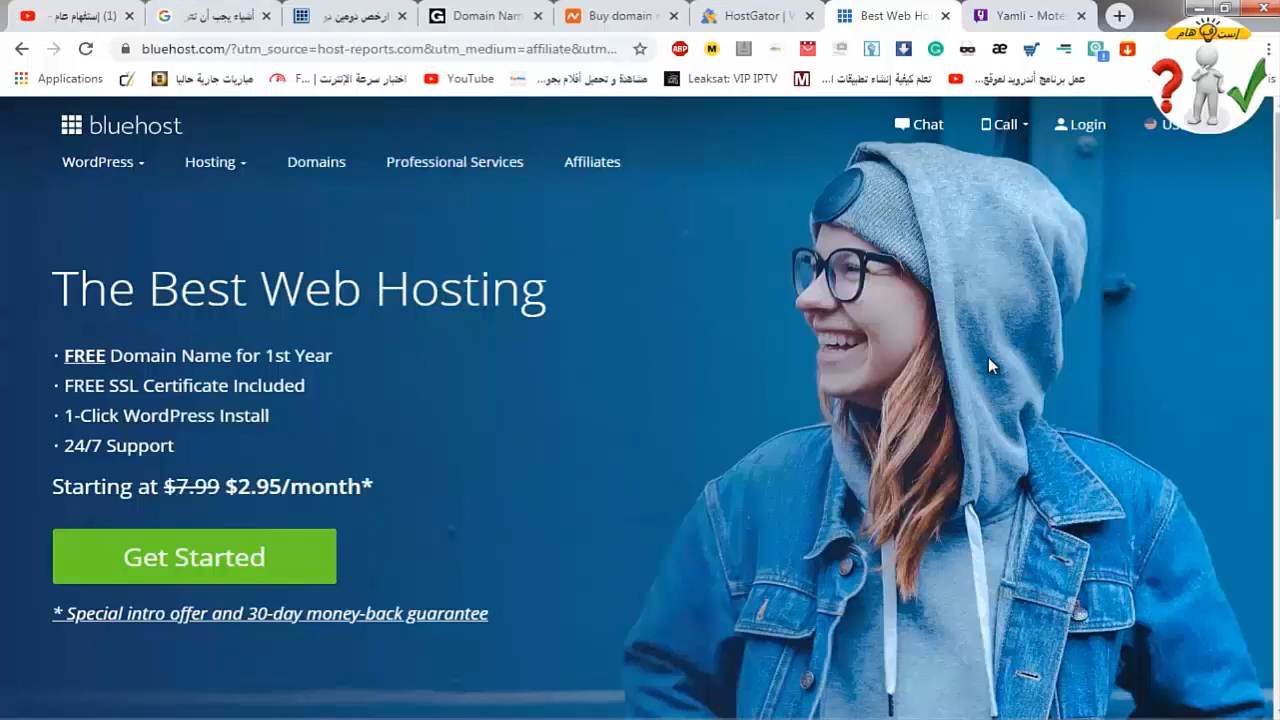 (1) إستفهام عام -
أشياء يجب أن تتر
ارخص دومين دو
Domain Nam
Buy domain n
HostGator | V
Best Web Ho
Yamli - Mote
إستفهام
bluehost.com/?utm_source=host-reports.com&utm_medium=affiliate&utm...
ABP
M
æ
Applications
مباريات جارية حاليا
اختبار سرعة الإنترنت | F...
YouTube
مشاهدة و تحميل أفلام بجو...
Leaksat: VIP IPTV
تعلم كيفية إنشاء تطبيقات ا...
عمل برنامج أندرويد لموقع...
bluehost
Chat
Call
Login
WordPress
Hosting
Domains
Professional Services
Affiliates
The Best Web Hosting
· FREE Domain Name for 1st Year
· FREE SSL Certificate Included
· 1-Click WordPress Install
· 24/7 Support
Starting at $7.99 $2.95/month*
Get Started
* Special intro offer and 30-day money-back guarantee